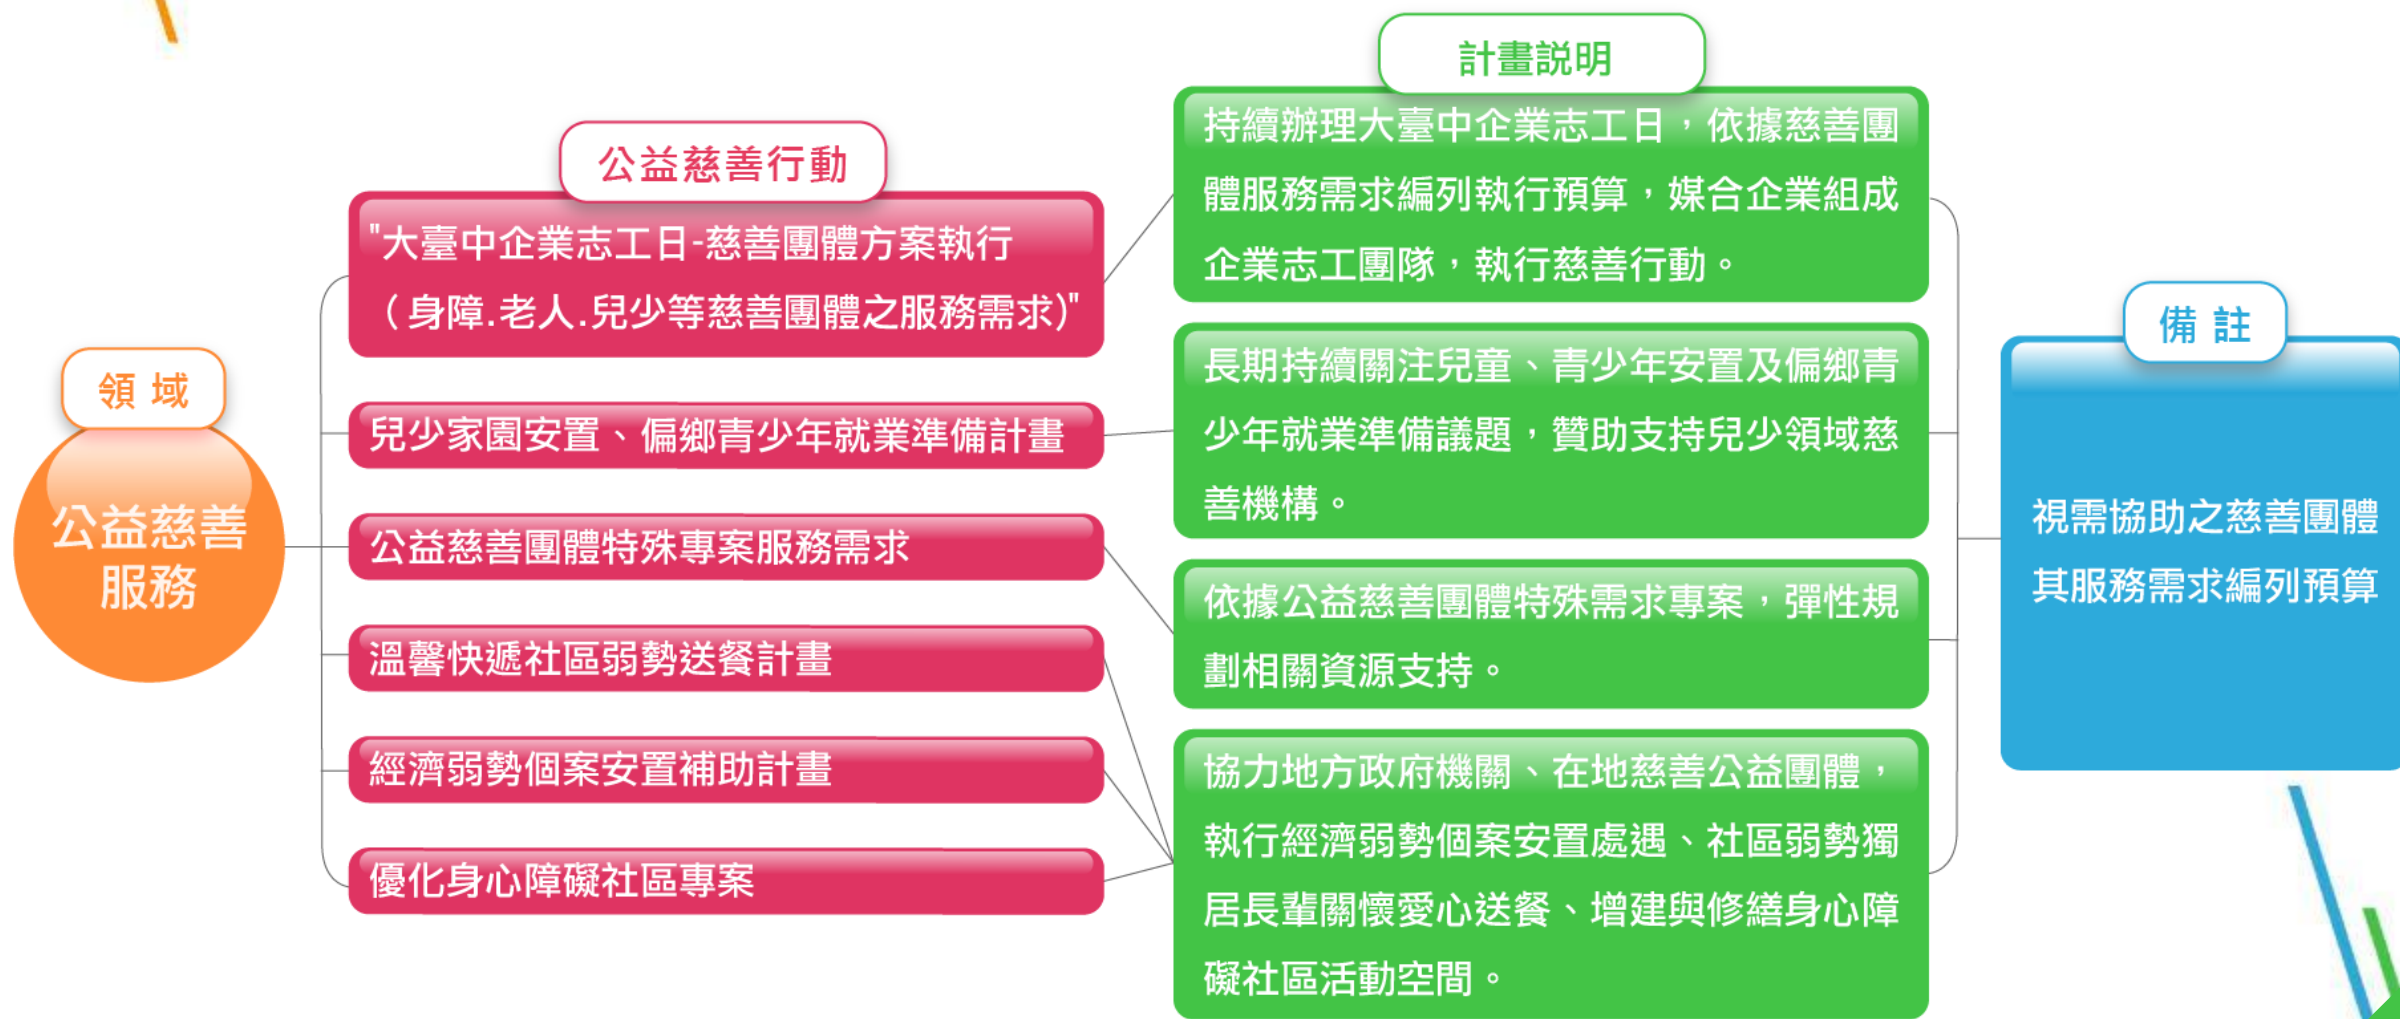 領域
公益慈善
服務
公益慈善行動
"大臺中企業志工日-慈善團體方案執行
（身障.老人.兒少等慈善團體之服務需求)"
兒少家園安置、偏鄉青少年就業準備計畫
公益慈善團體特殊專案服務需求
溫馨快遞社區弱勢送餐計畫
經濟弱勢個案安置補助計畫
優化身心障礙社區專案
計畫説明
持續辦理大臺中企業志工日，依據慈善團
體服務需求編列執行預算，媒合企業組成
企業志工團隊，執行慈善行動。
長期持續關注兒童、青少年安置及偏鄉青
少年就業準備議題，贊助支持兒少領域慈
善機構。
依據公益慈善團體特殊需求專案，彈性規
劃相關資源支持。
協力地方政府機關、在地慈善公益團體，
執行經濟弱勢個案安置處遇、社區弱勢獨
居長輩關懷愛心送餐、增建與修繕身心障
礙社區活動空間。
備註
視需協助之慈善團體
其服務需求編列預算